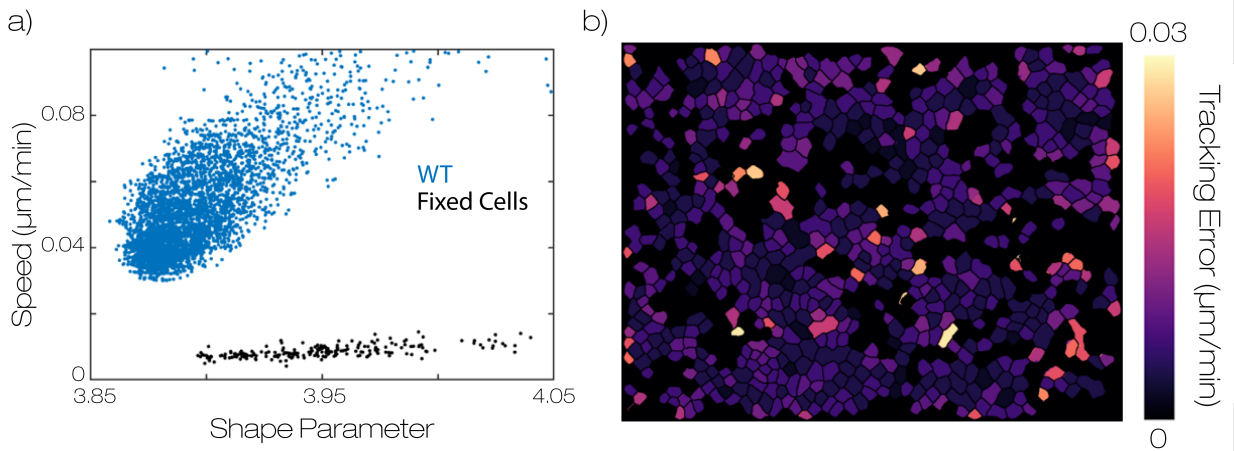 a)
0.08
0.04
0
Speed (μm/min)
3.85
3.95
4.05
Shape Parameter
WT
Fixed Cells
b)
0.03
0
Tracking Error (μm/min)